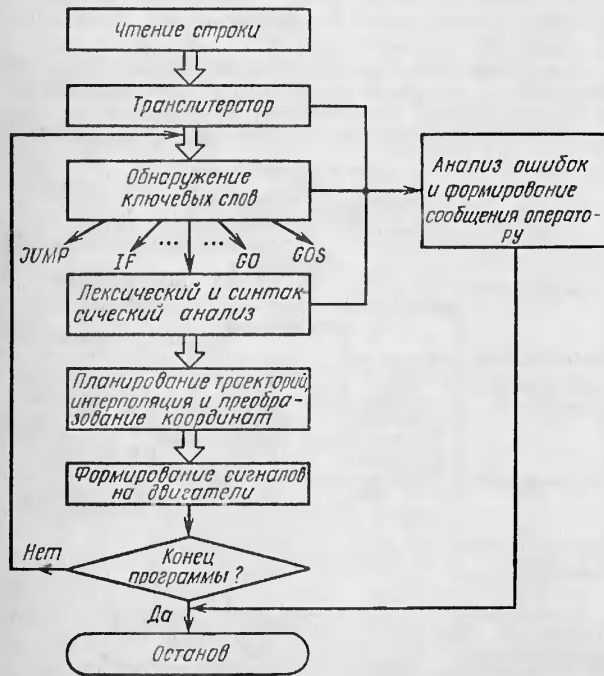 Чтение строки
Транслитератор
Обнаружение
ключевых слов
Анализ ошибок
и формирование
сообщения операто-
ру
JUMP
IF
...
...
GO
GOS
Лексический и синтак-
сический анализ
Планирование траекторий,
интерполяция и преобра-
зование координат
Формирование сигналов
на двигатели
Нет
Конец
программы?
Да
Останов